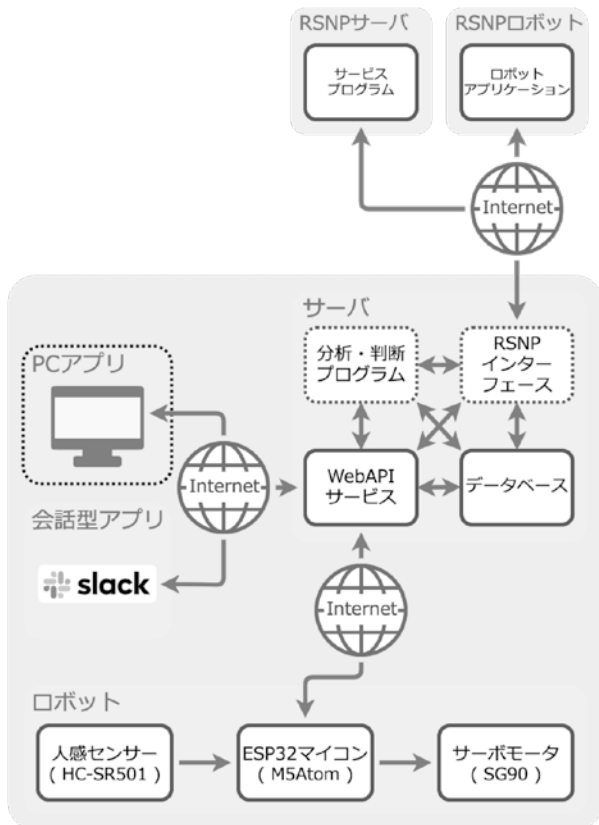 RSNPサーバ
RSNPロボット
サービス
プログラム
ロボット
アプリケーション
Internet
サーバ
分析・判断
プログラム
RSNP
インター
フェース
PCアプリ
Internet
WebAPI
サービス
データベース
会話型アプリ
slack
Internet
ロボット
人感センサー
( HC-SR501 )
ESP32マイコン
( M5Atom )
サーボモータ
( SG90 )